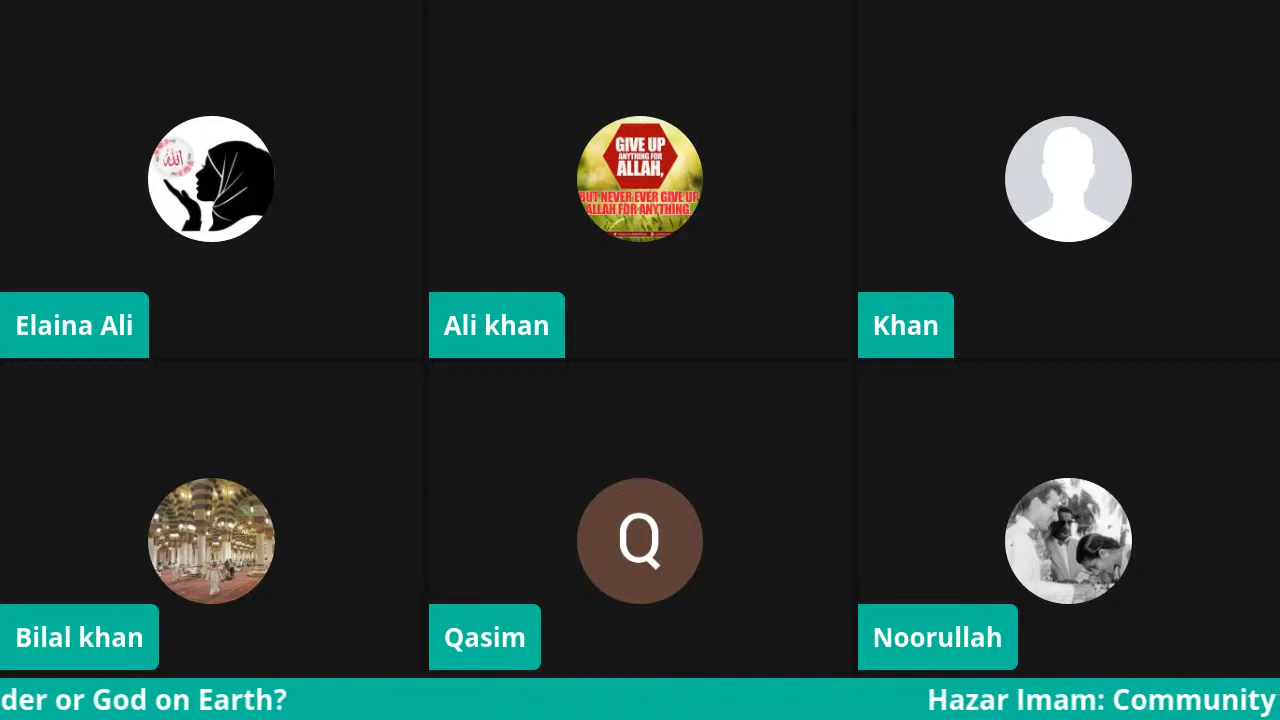 الله
GIVE UP
ANYTHING FOR
ALLAH,
BUT NEVER EVER GIVE UP
ALLAH FOR ANYTHING.
Elaina Ali
Ali khan
Khan
Q
Bilal khan
Qasim
Noorullah
der or God on Earth?
Hazar Imam: Community